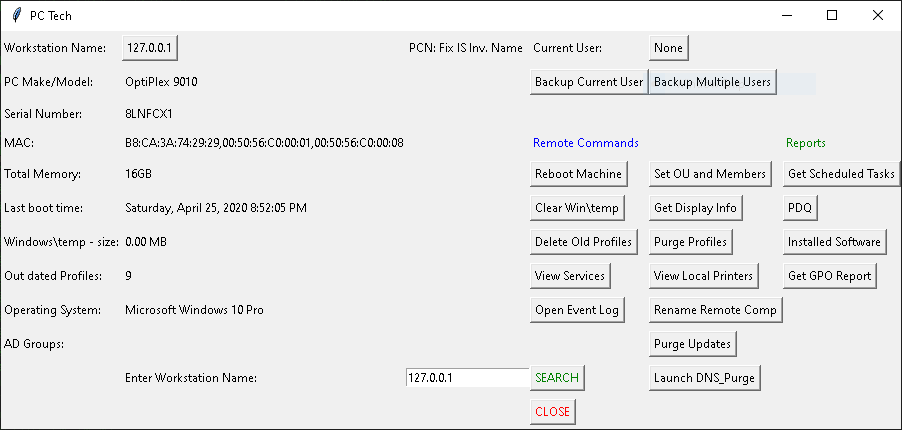 PC Tech
Workstation Name: 127.0.0.1 PCN: Fix IS Inv. Name Current User: None
PC Make/Model: OptiPlex 9010 Backup Current User Backup Multiple Users
Serial Number: 8LNFCX1
MAC: B8:CA:3A:74:29:29,00:50:56:C0:00:01,00:50:56:C0:00:08 Remote Commands Reports
Total Memory: 16GB Reboot Machine Set OU and Members Get Scheduled Tasks
Last boot time: Saturday, April 25, 2020 8:52:05 PM Clear Win\temp Get Display Info PDQ
Windows\temp - size: 0.00 MB Delete Old Profiles Purge Profiles Installed Software
Out dated Profiles: 9 View Services View Local Printers Get GPO Report
Operating System: Microsoft Windows 10 Pro Open Event Log Rename Remote Comp
AD Groups: Purge Updates
Enter Workstation Name: 127.0.0.1 SEARCH Launch DNS_Purge
CLOSE